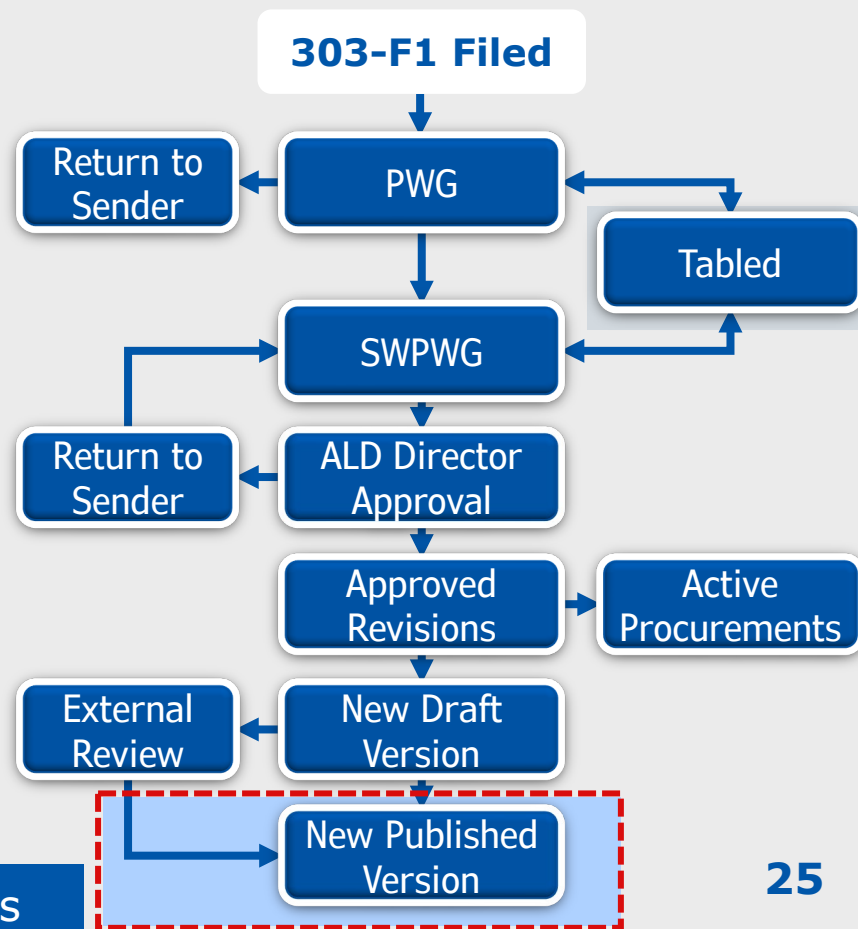 303-F1 Filed
Return to
Sender
PWG
Tabled
SWPWG
Return to
Sender
ALD Director
Approval
Approved
Revisions
Active
Procurements
External
Review
New Draft
Version
New Published
Version
s
25